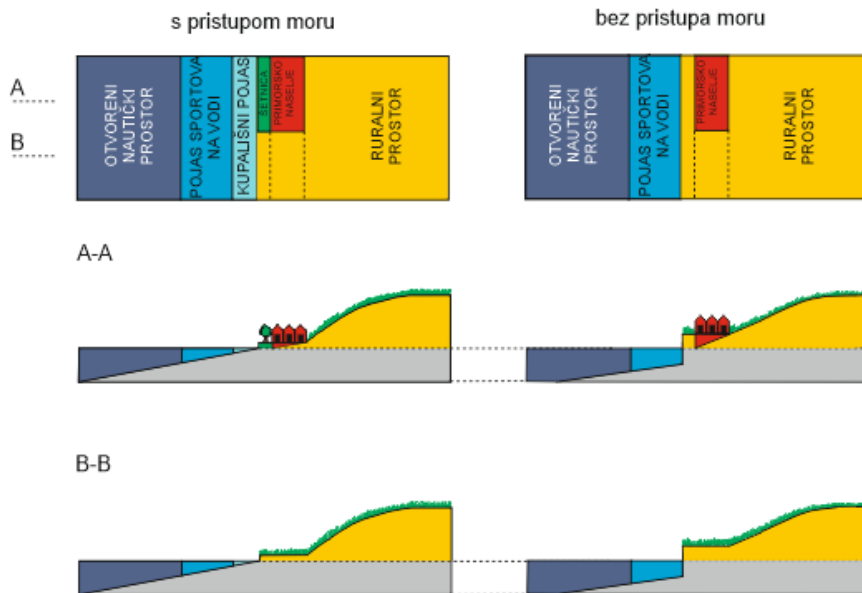 s pristupom moru
bez pristupa moru
A
B
OTVORENI
NAUTIČKI
PROSTOR
POJAS SPORTOVA
NA VODI
KUPALIŠNI POJAS
ŠETNICA
PRIMORSKO
NASELJE
RURALNI
PROSTOR
OTVORENI
NAUTIČKI
PROSTOR
POJAS SPORTOVA
NA VODI
PRIMORSKO
NASELJE
RURALNI
PROSTOR
A-A
B-B